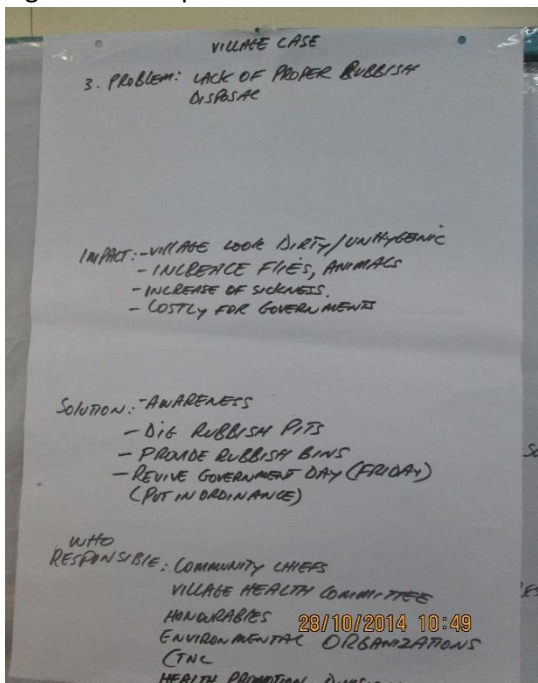 VILLAGE CASE
3. PROBLEM: LACK OF PROPER RUBBISH
DISPOSAL
IMPACT: - VILLAGE LOOK DIRTY/UNHYGENIC
- INCREASE FLIES, ANIMALS
- INCREASE OF SICKNESS.
- COSTLY FOR GOVERNMENTS
SOLUTION: - AWARENESS
- DIG RUBBISH PITS
- PROVIDE RUBBISH BINS
- REVIVE GOVERNMENT DAY (FRIDAY)
(PUT IN ORDINANCE)
WHO
RESPONSIBLE: COMMUNITY CHIEFS
VILLAGE HEALTH COMMITTEE
HONOURABLES
28/10/2014 10:49
ENVIRONMENTAL ORGANIZATIONS
(TNC
HEALTH PROMOTION